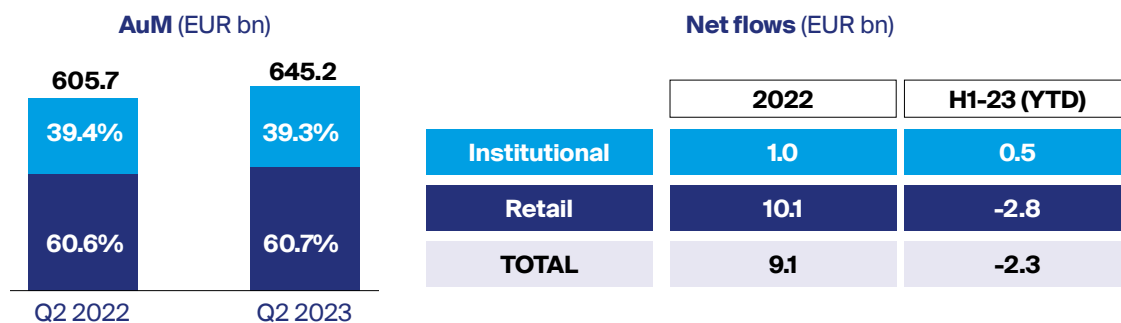 AuM (EUR bn)
605.7
645.2
39.4%
39.3%
60.6%
60.7%
Q2 2022
Q2 2023
Net flows (EUR bn)
2022 H1-23 (YTD)
Institutional 1.0 0.5
Retail 10.1 -2.8
TOTAL 9.1 -2.3